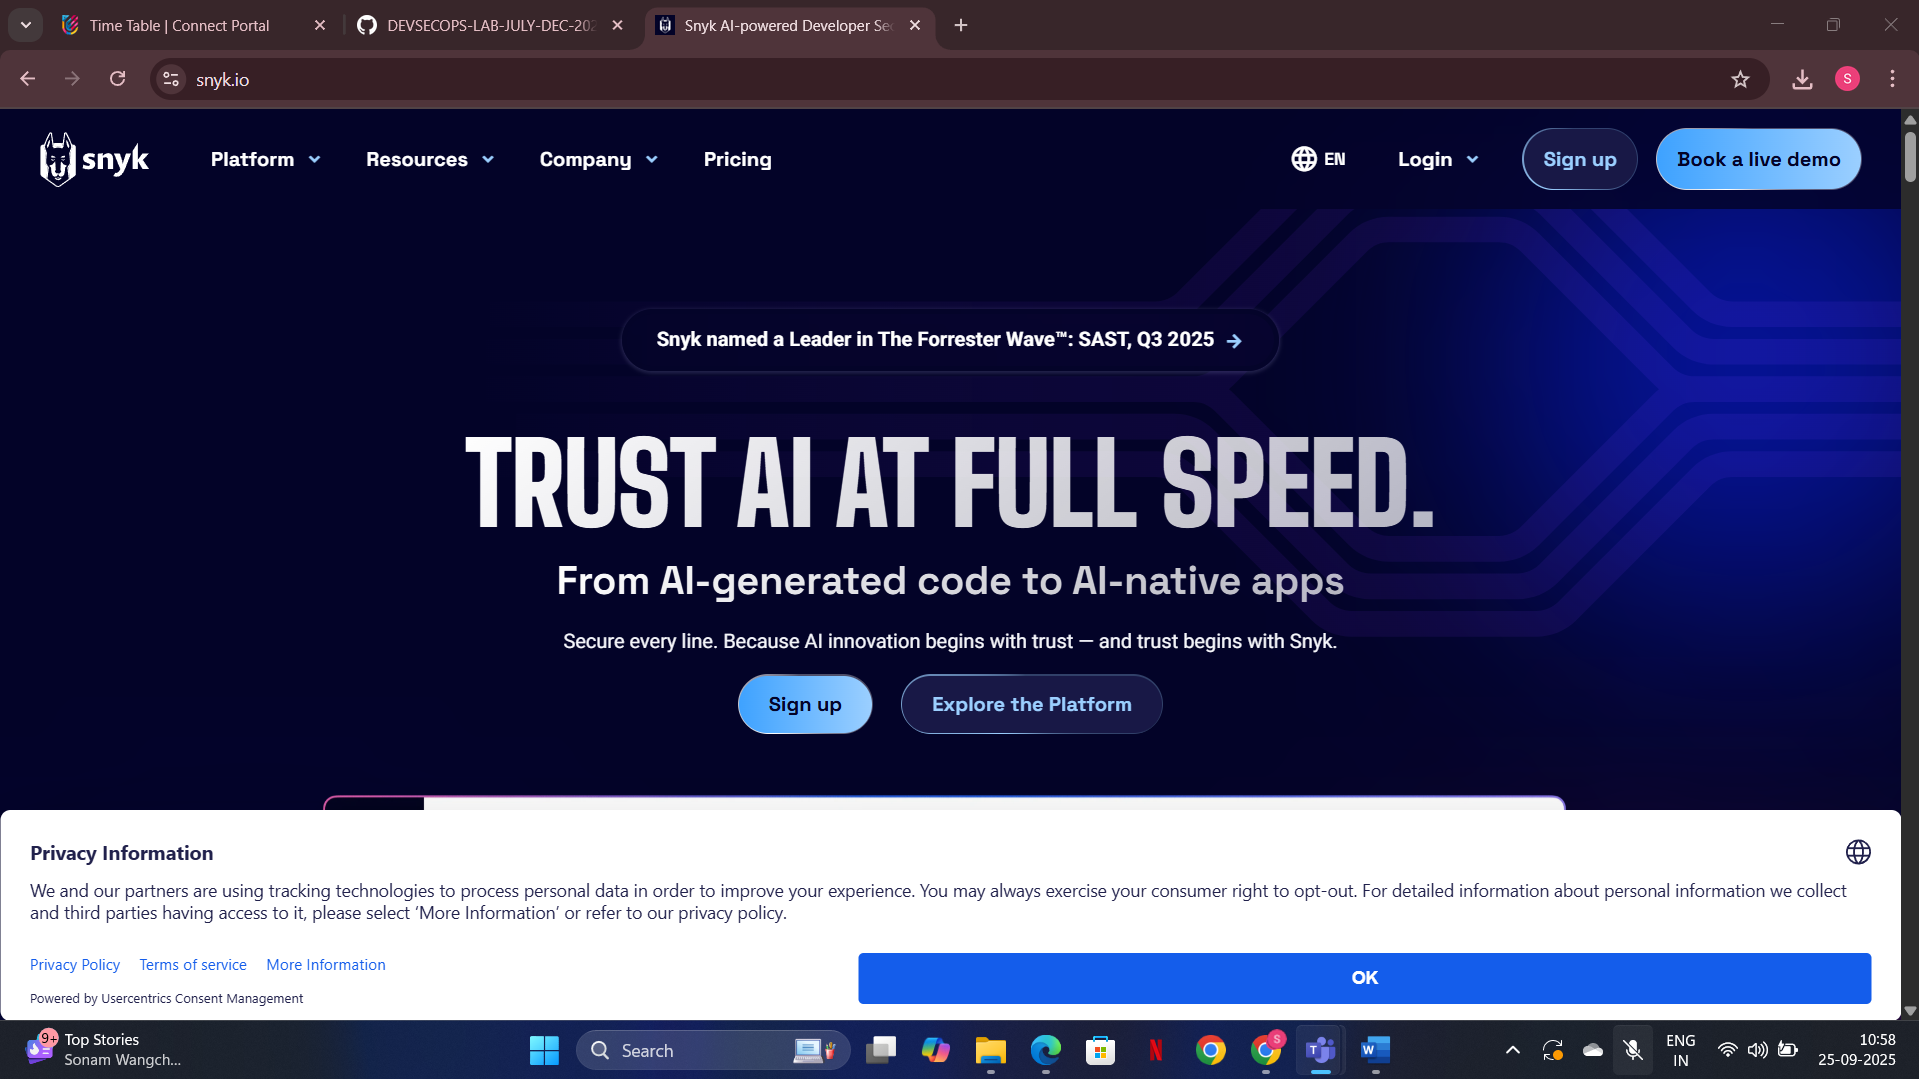 Time Table | Connect Portal
DEVSECOPS-LAB-JULY-DEC-202
Snyk AI-powered Developer Sec
snyk.io
S
snyk
Platform
Resources
Company
Pricing
EN
Login
Sign up
Book a live demo
Snyk named a Leader in The Forrester Wave™: SAST, Q3 2025 →
TRUST AI AT FULL SPEED.
From AI-generated code to AI-native apps
Secure every line. Because AI innovation begins with trust — and trust begins with Snyk.
Sign up
Explore the Platform
Privacy Information
We and our partners are using tracking technologies to process personal data in order to improve your experience. You may always exercise your consumer right to opt-out. For detailed information about personal information we collect
and third parties having access to it, please select ‘More Information’ or refer to our privacy policy.
Privacy Policy
Terms of service
More Information
OK
Powered by Usercentrics Consent Management
9+
Top Stories
Sonam Wangch...
Search
N
S
T
W
ENG
IN
10:58
25-09-2025